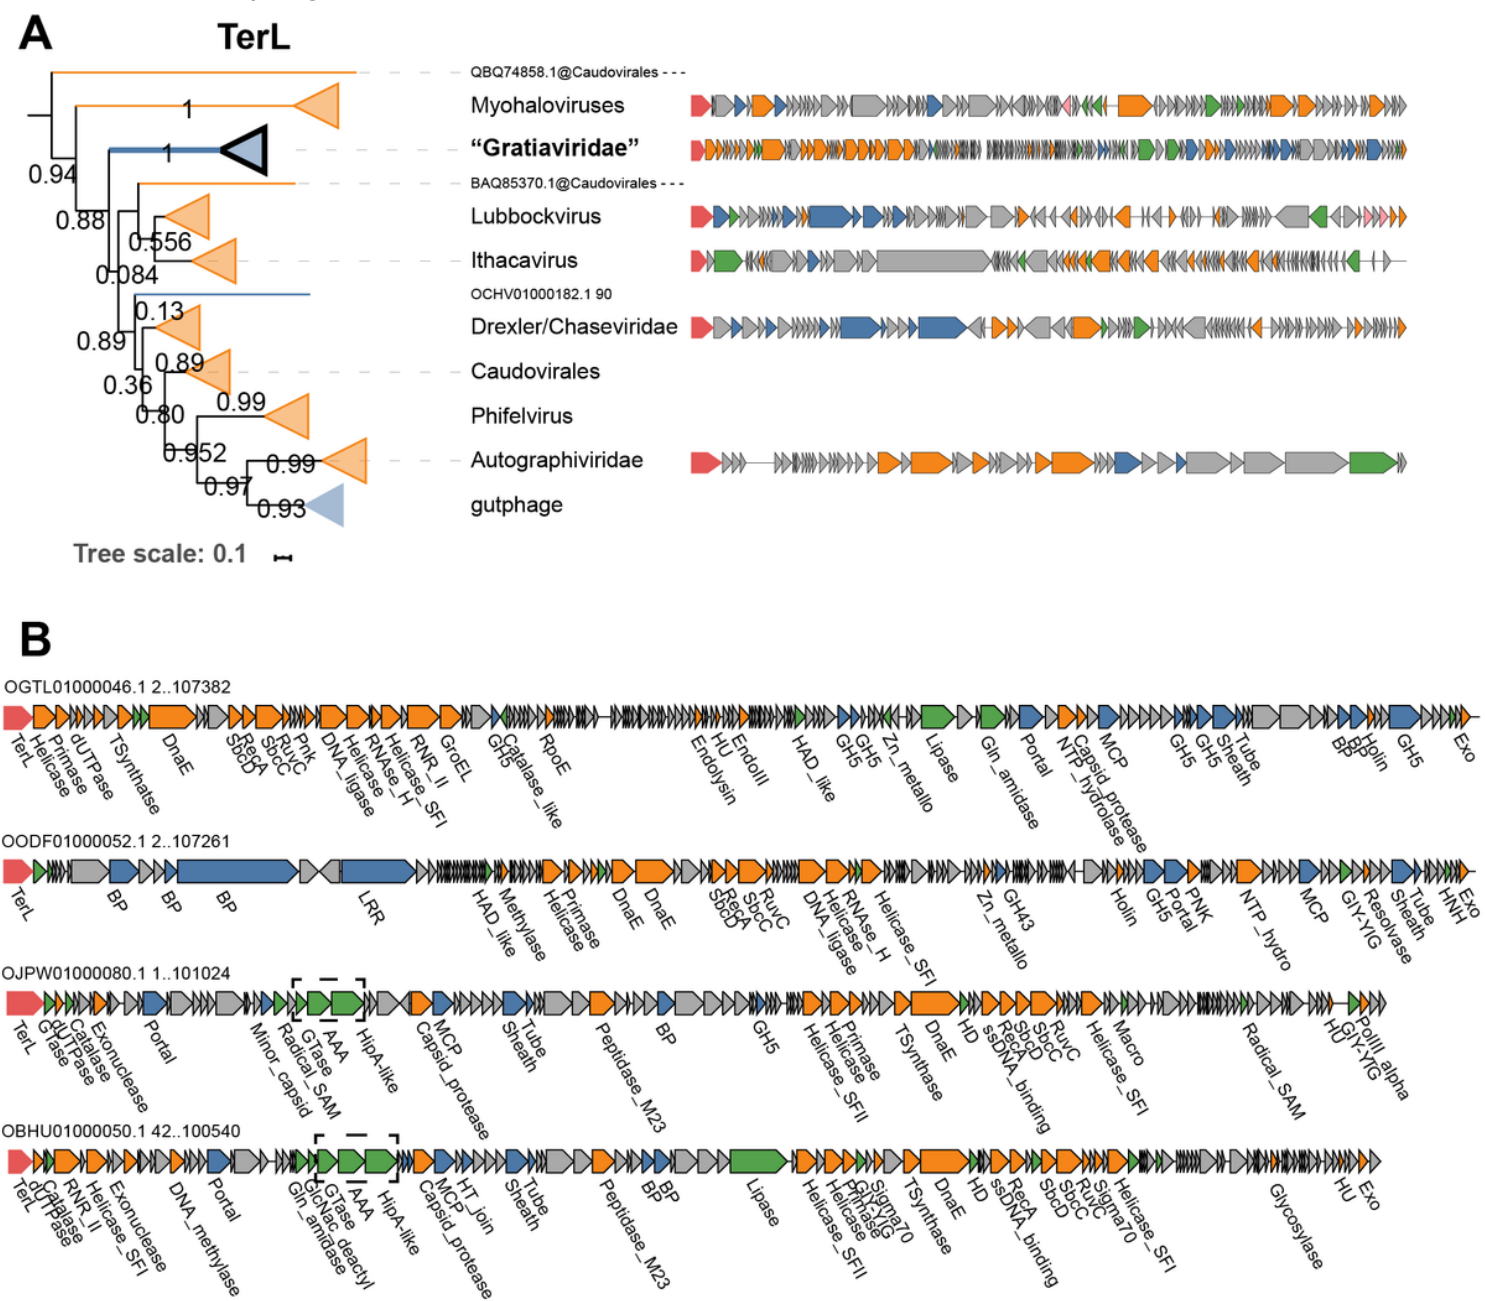 A
TerL
QBQ74858.1@Caudovirales
Myohaloviruses
1
“Gratiaviridae”
1
0.94
BAQ85370.1@Caudovirales
0.88
Lubbockvirus
0.556
Ithacavirus
0.084
OCHV01000182.1 90
0.13
Drexler/Chaseviridae
0.89
0.89
Caudovirales
0.36
0.99
0.80
Phifelvirus
0.952
0.99
Autographiviridae
0.97
0.93
gutphage
Tree scale: 0.1
B
OGTL01000046.1 2..107382
TerL
Helicase
Primase
dUTPase
TSynthatse
DnaE
SbcD
RecA
SbcC
RuvC
Pnk
DNA_ligase
Helicase
RNAse_H
Helicase_SFI
RNR_II
GroEL
GH5
Catalase_like
RpoE
Endolysin
HU
EndoIII
HAD_like
GH5
GH5
Zn_metallo
Lipase
Gln_amidase
Portal
NTP_hydrolase
Capsid_protease
MCP
GH5
GH5
Sheath
Tube
BP
BP
Holin
GH5
Exo
OODF01000052.1 2..107261
TerL
BP
BP
BP
LRR
HAD_like
Methylase
Helicase
Primase
DnaE
DnaE
SbcD
RecA
SbcC
RuvC
DNA_ligase
Helicase
RNAse_H
Helicase_SFI
Zn_metallo
GH43
Holin
GH5
Portal
PNK
NTP_hydro
MCP
GIY-YIG
Resolvase
Sheath
Tube
HNH
Exo
OJPW01000080.1 1..101024
TerL
GTase
dUTPase
Catalase
Exonuclease
Portal
Minor_capsid
Radical_SAM
GTase
AAA
HipA-like
Capsid_protease
MCP
Sheath
Tube
Peptidase_M23
BP
GH5
Helicase_SFII
Helicase
Primase
TSynthase
DnaE
HD
ssDNA_binding
RecA
SbcD
SbcC
RuvC
Helicase_SFI
Macro
Radical_SAM
HU
GIY-YIG
PolIII_alpha
OBHU01000050.1 42..100540
TerL
dUTPase
Catalase
RNR_II
Helicase_SFI
Exonuclease
DNA_methylase
Portal
Gln_amidase
GlcNac_deactyl
GTase
AAA
HipA-like
Capsid_protease
MCP
HT_join
Sheath
Tube
Peptidase_M23
BP
BP
Lipase
Helicase_SFII
Helicase
Primase
GIY-YIG
Sigma70
TSynthase
DnaE
HD
ssDNA_binding
RecA
SbcD
SbcC
RuvC
Sigma70
Helicase_SFI
Glycosylase
HU
Exo